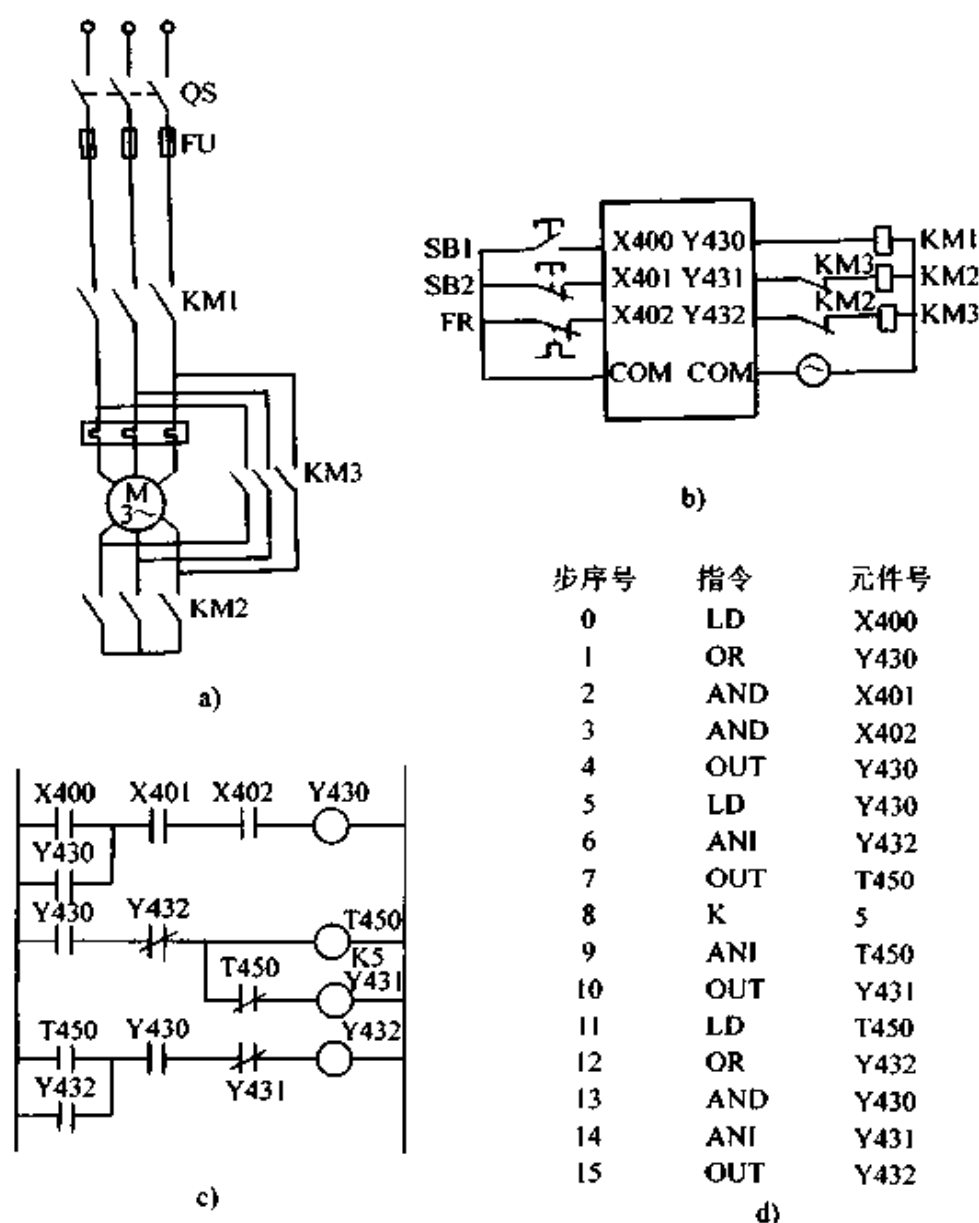 QS
FU
KM1
KM3
M
3~
KM2
a)
SB1 X400 Y430 KM1
SB2 X401 Y431 KM3 KM2
FR X402 Y432 KM2 KM3
COM COM
b)
X400 X401 X402 Y430
Y430
Y430 Y432 T450
K5
T450 Y431
T450 Y430 Y432
Y432 Y431
c)
步序号 指令 元件号
0 LD X400
1 OR Y430
2 AND X401
3 AND X402
4 OUT Y430
5 LD Y430
6 ANI Y432
7 OUT T450
8 K 5
9 ANI T450
10 OUT Y431
11 LD T450
12 OR Y432
13 AND Y430
14 ANI Y431
15 OUT Y432
d)